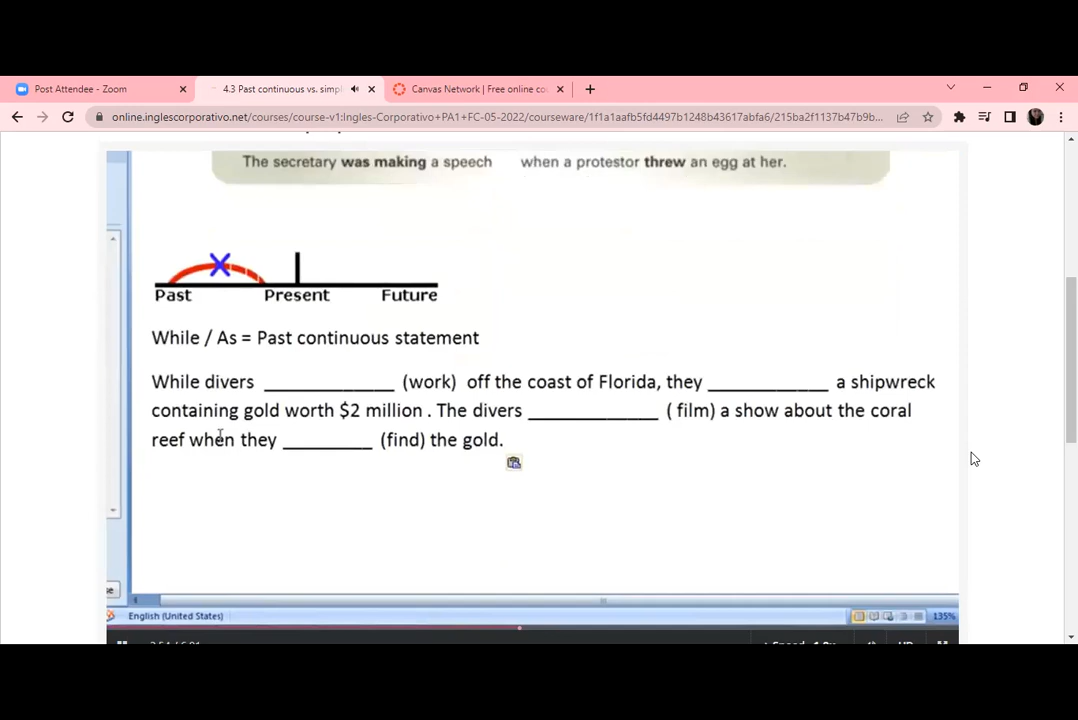 Post Attendee - Zoom
4.3 Past continuous vs. simpl
Canvas Network | Free online co
online.inglescorporativo.net/courses/course-v1:Ingles-Corporativo+PA1+FC-05-2022/courseware/1f1a1aafb5fd4497b1248b43617abfa6/215ba2f1137b47b9b...
The secretary was making a speech when a protestor threw an egg at her.
Past Present Future
While / As = Past continuous statement
While divers ______________ (work) off the coast of Florida, they _____________ a shipwreck
containing gold worth $2 million . The divers ______________ ( film) a show about the coral
reef when they __________ (find) the gold.
English (United States)
135%